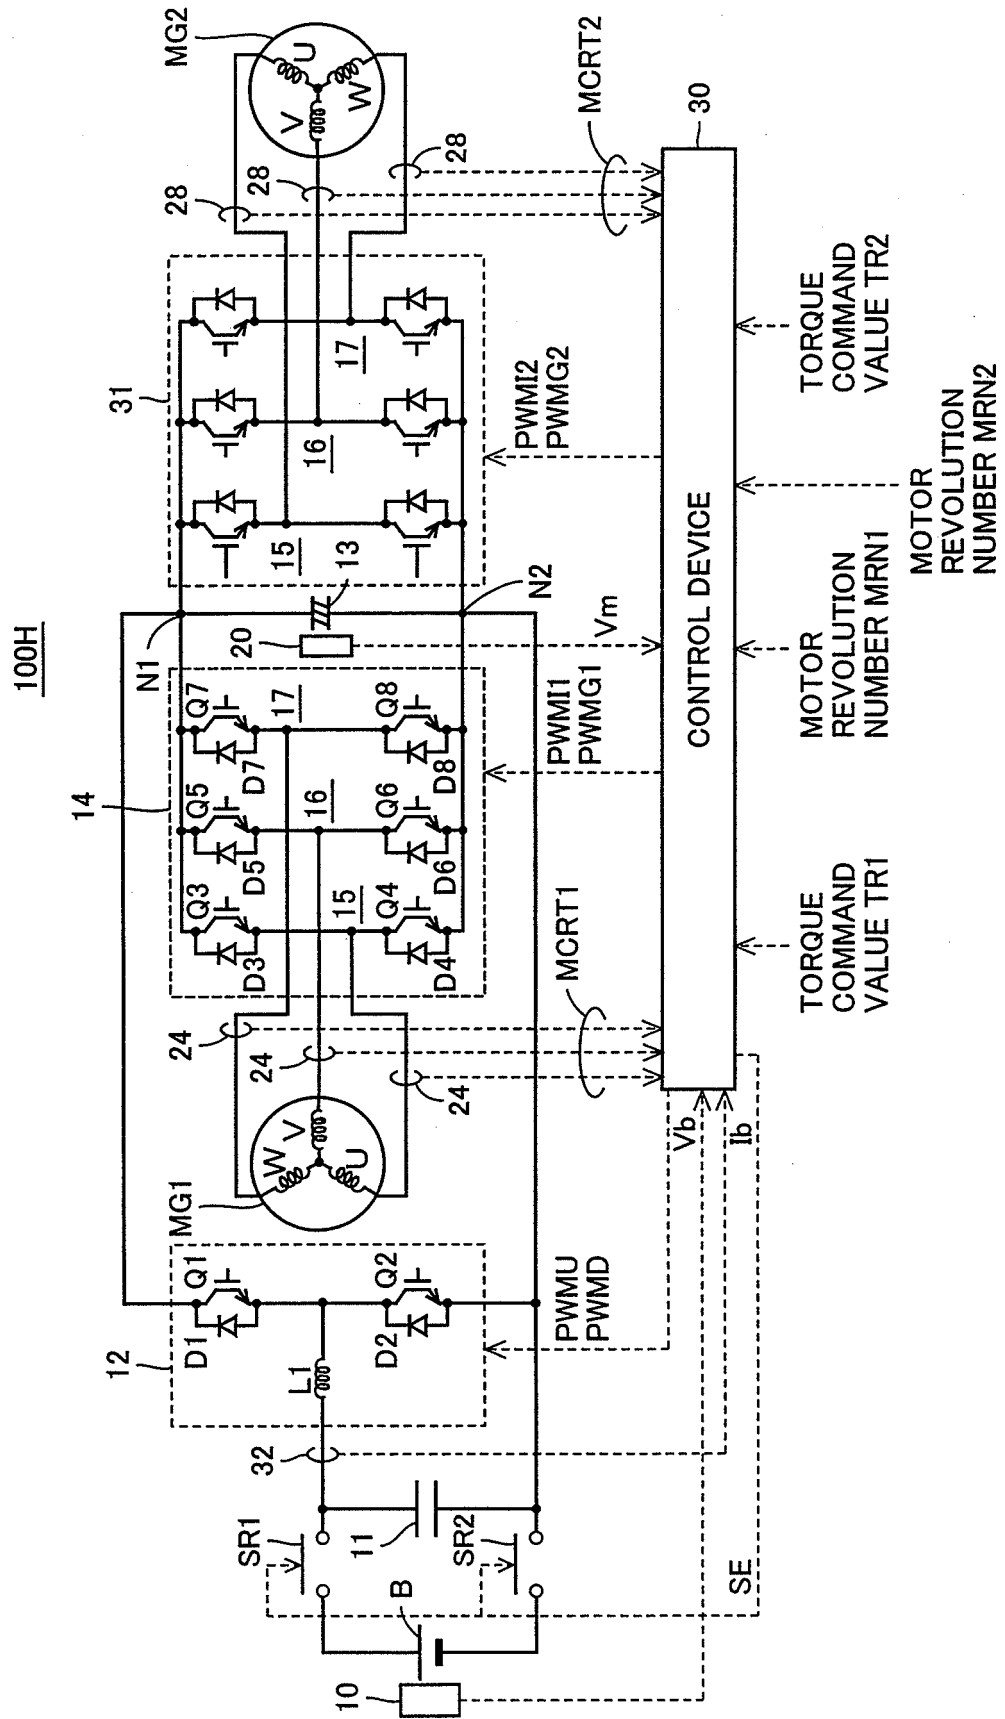 100H
10
B
SR1
SR2
SE
11
32
12
L1
D1
Q1
D2
Q2
PWMU
PWMD
MG1
W
V
U
24
24
24
MCRT1
14
D3
Q3
D5
Q5
D7
Q7
15
16
17
D4
Q4
D6
Q6
D8
Q8
PWMI1
PWMG1
N1
20
13
N2
Vm
31
15
16
17
PWMI2
PWMG2
28
28
28
MG2
U
V
W
MCRT2
Vb
Ib
CONTROL DEVICE
30
TORQUE
COMMAND
VALUE TR1
MOTOR
REVOLUTION
NUMBER MRN1
MOTOR
REVOLUTION
NUMBER MRN2
TORQUE
COMMAND
VALUE TR2